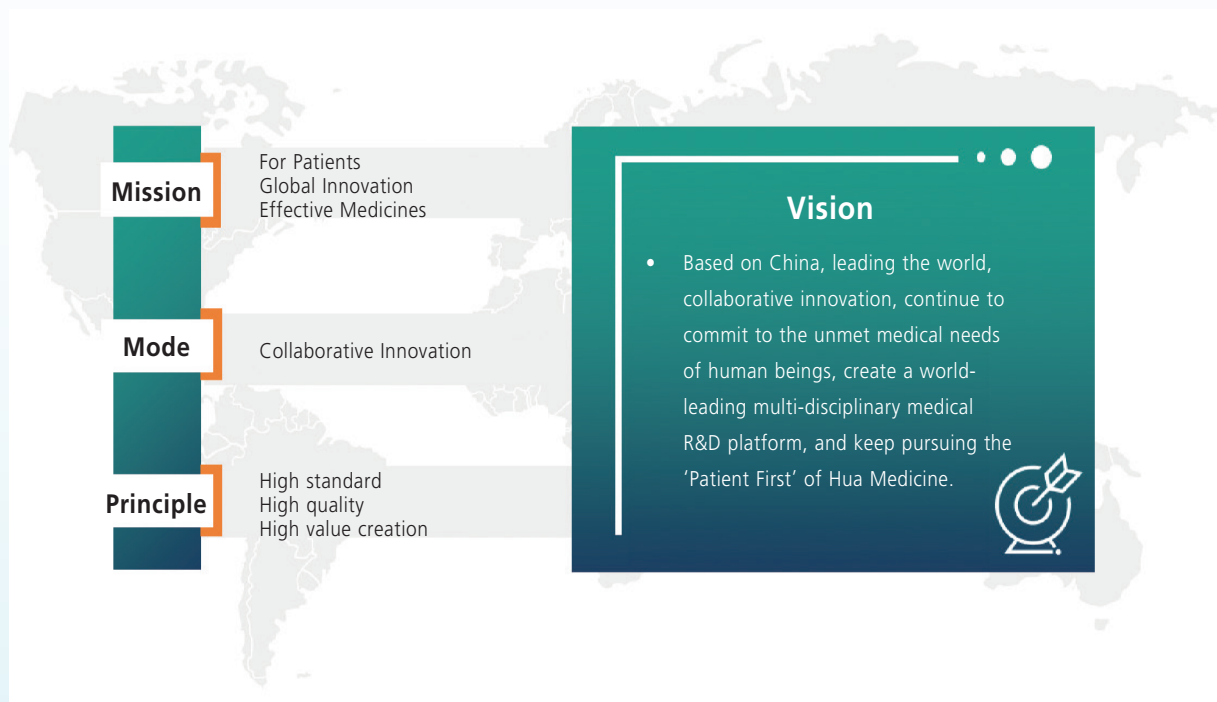 Mission
For Patients
Global Innovation
Effective Medicines
Mode
Collaborative Innovation
Principle
High standard
High quality
High value creation
Vision
• Based on China, leading the world,
collaborative innovation, continue to
commit to the unmet medical needs
of human beings, create a world-
leading multi-disciplinary medical
R&D platform, and keep pursuing the
‘Patient First’ of Hua Medicine.